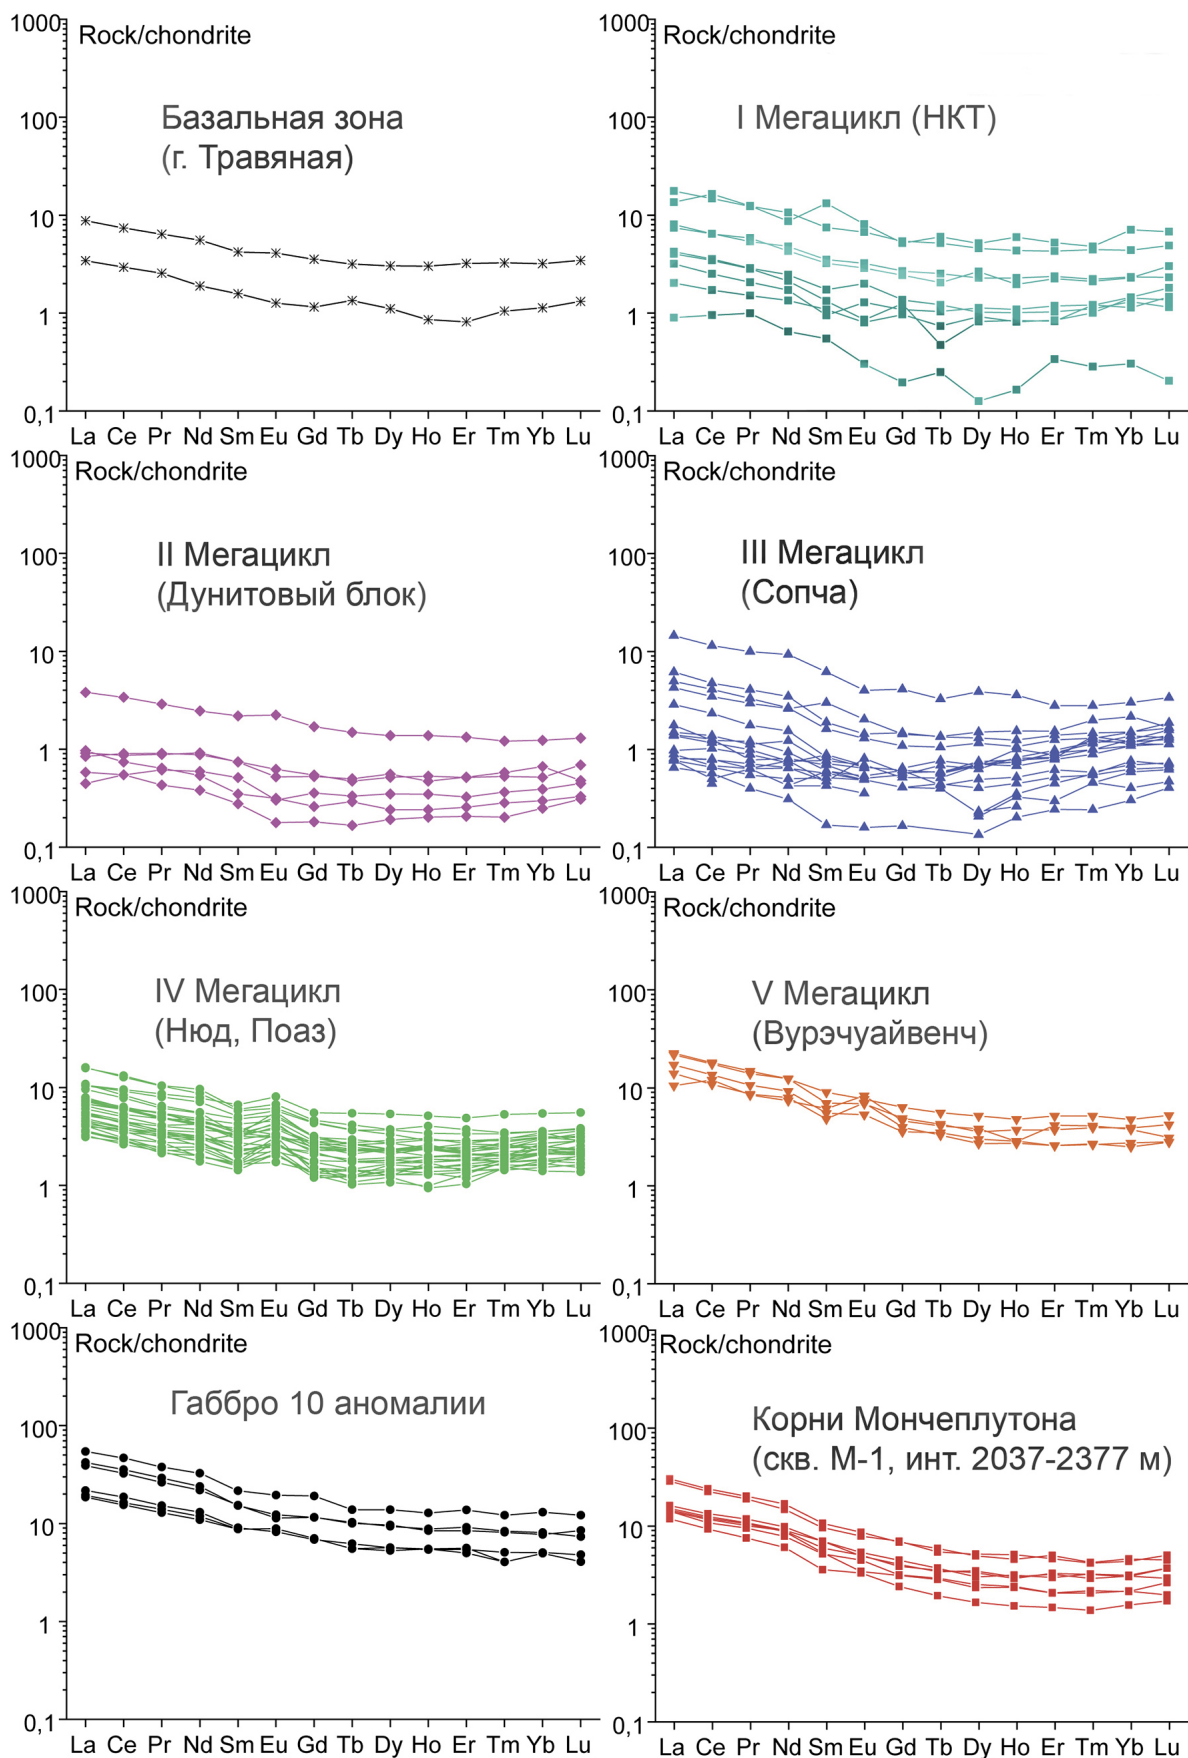 Rock/chondrite
1000
100
10
1
0,1
Базальная зона
(г. Травяная)
La Ce Pr Nd Sm Eu Gd Tb Dy Ho Er Tm Yb Lu
Rock/chondrite
1000
100
10
1
0,1
I Мегацикл (НКТ)
La Ce Pr Nd Sm Eu Gd Tb Dy Ho Er Tm Yb Lu
Rock/chondrite
1000
100
10
1
0,1
II Мегацикл
(Дунитовый блок)
La Ce Pr Nd Sm Eu Gd Tb Dy Ho Er Tm Yb Lu
Rock/chondrite
1000
100
10
1
0,1
III Мегацикл
(Сопча)
La Ce Pr Nd Sm Eu Gd Tb Dy Ho Er Tm Yb Lu
Rock/chondrite
1000
100
10
1
0,1
IV Мегацикл
(Нюд, Поаз)
La Ce Pr Nd Sm Eu Gd Tb Dy Ho Er Tm Yb Lu
Rock/chondrite
1000
100
10
1
0,1
V Мегацикл
(Вурэчуайвенч)
La Ce Pr Nd Sm Eu Gd Tb Dy Ho Er Tm Yb Lu
Rock/chondrite
1000
100
10
1
0,1
Габбро 10 аномалии
La Ce Pr Nd Sm Eu Gd Tb Dy Ho Er Tm Yb Lu
Rock/chondrite
1000
100
10
1
0,1
Корни Мончеплутона
(скв. М-1, инт. 2037-2377 м)
La Ce Pr Nd Sm Eu Gd Tb Dy Ho Er Tm Yb Lu